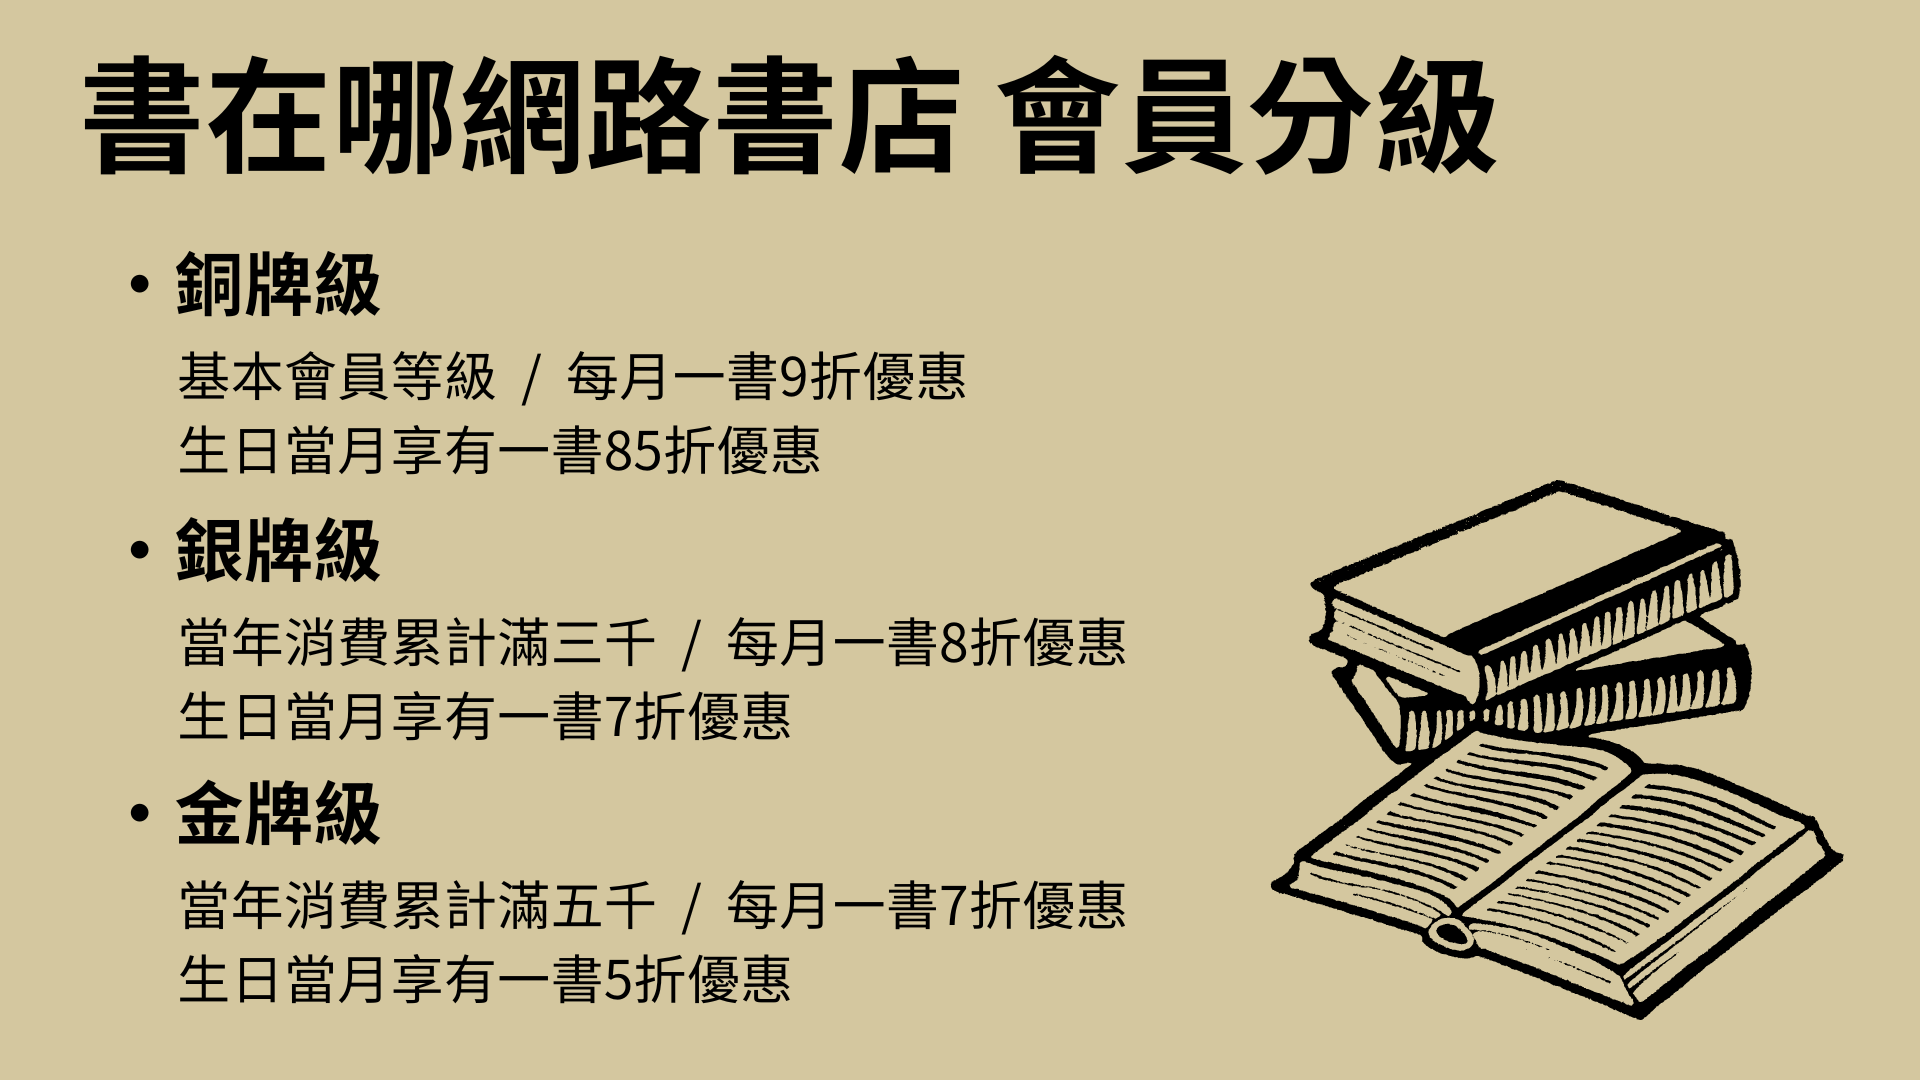 書在哪網路書店 會員分級
• 銅牌級
基本會員等級 / 每月一書9折優惠
生日當月享有一書85折優惠
• 銀牌級
當年消費累計滿三千 / 每月一書8折優惠
生日當月享有一書7折優惠
• 金牌級
當年消費累計滿五千 / 每月一書7折優惠
生日當月享有一書5折優惠